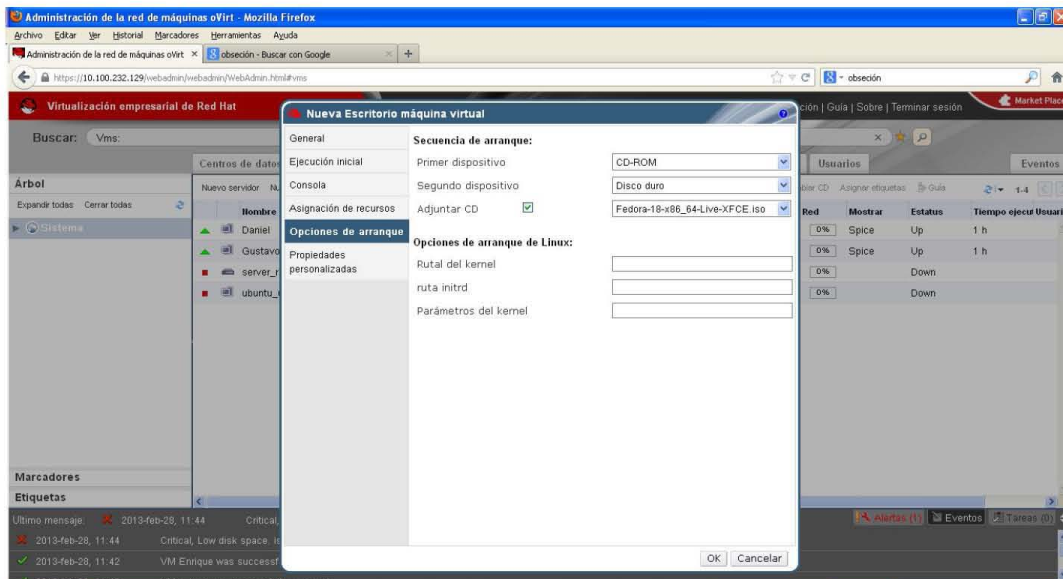 Administración de la red de máquinas oVirt - Mozilla Firefox
Archivo Editar Ver Historial Marcadores Herramientas Ayuda
Administración de la red de máquinas oVirt × obseción - Buscar con Google × +
https://10.100.232.129/webadmin/webadmin/WebAdmin.html#vms
obseción
Virtualización empresarial de Red Hat
ción | Guía | Sobre | Terminar sesión
Market Plac
Buscar: Vms:
Centros de datos
Usuarios
Eventos
Árbol
Expandir todas Cerrar todas
Sistema
Marcadores
Etiquetas
Nuevo servidor
CD Asignar etiquetas Guía 1-4
Nombre Red Mostrar Estatus Tiempo ejecu Usuari
Daniel 0% Spice Up 1 h
Gustavo 0% Spice Up 1 h
server_r 0% Down
ubuntu_ 0% Down
Nueva Escritorio máquina virtual
General
Ejecución inicial
Consola
Asignación de recursos
Opciones de arranque
Propiedades
personalizadas
Secuencia de arranque:
Primer dispositivo CD-ROM
Segundo dispositivo Disco duro
Adjuntar CD Fedora-18-x86_64-Live-XFCE.iso
Opciones de arranque de Linux:
Rutal del kernel
ruta initrd
Parámetros del kernel
OK Cancelar
Último mensaje: 2013-feb-28, 11:44 Critical,
Alertas (1) Eventos Tareas (0)
2013-feb-28, 11:44 Critical, Low disk space. is
2013-feb-28, 11:42 VM Enrique was successf